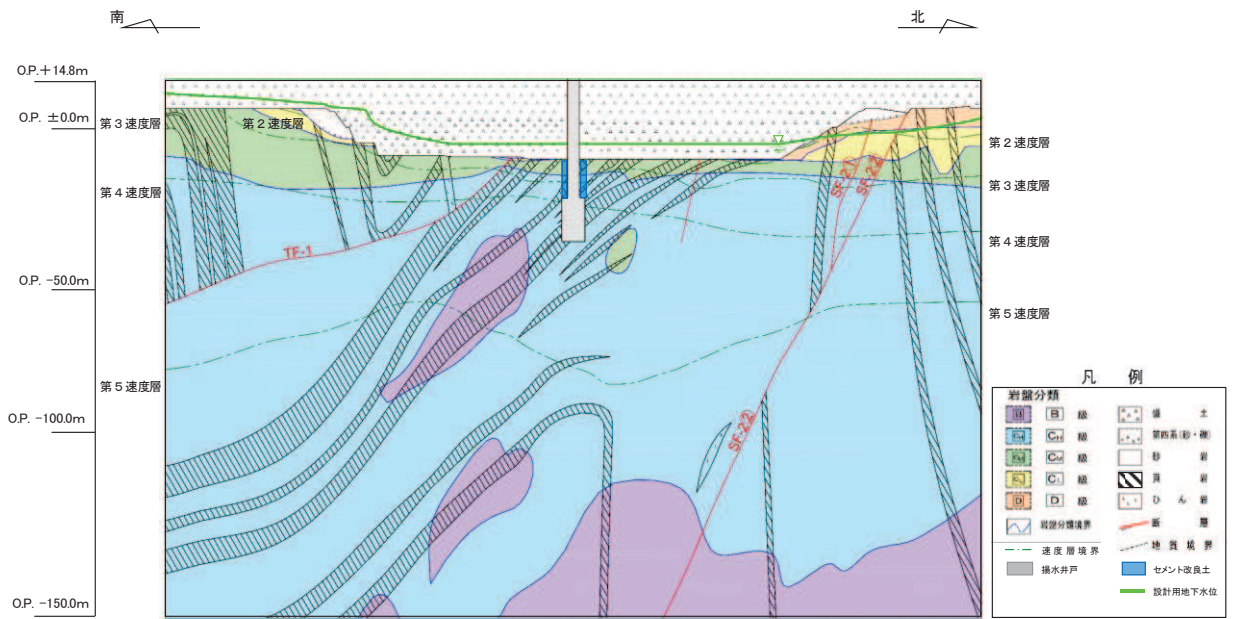 南
北
O.P.+14.8m
O.P. ±0.0m
O.P. -50.0m
O.P. -100.0m
O.P. -150.0m
第3速度層
第2速度層
第4速度層
第5速度層
TF-1
SF-2①
SF-2②
SF-2②
第2速度層
第3速度層
第4速度層
第5速度層
凡 例
岩盤分類
B B 級
CH CH 級
CM CM 級
CL CL 級
D D 級
岩盤分類境界
速度層境界
揚水井戸
盛 土
第四系(砂・礫)
砂 岩
頁 岩
ひん岩
断 層
地質境界
セメント改良土
設計用地下水位